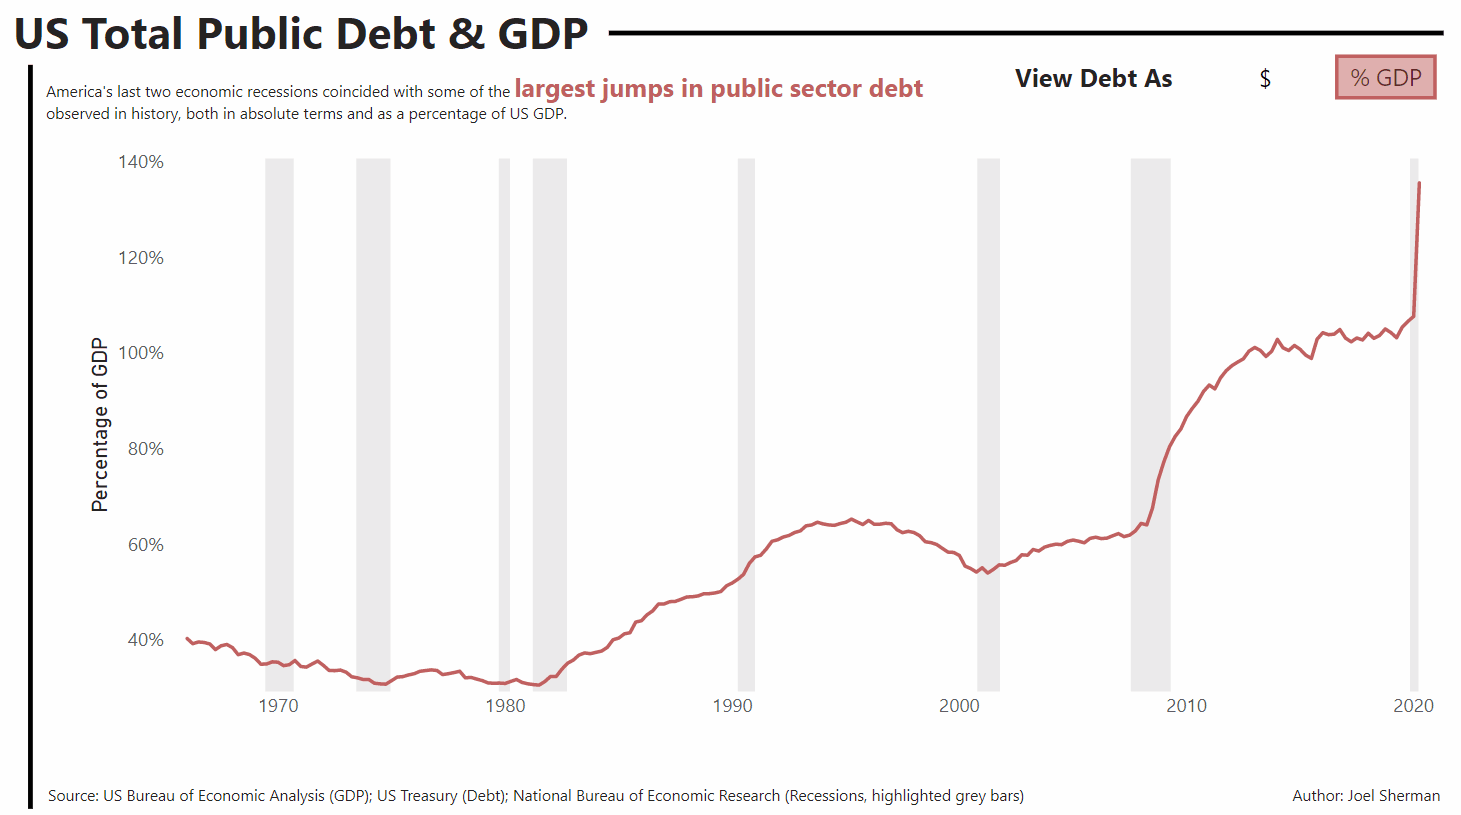 US Total Public Debt & GDP
America's last two economic recessions coincided with some of the largest jumps in public sector debt
observed in history, both in absolute terms and as a percentage of US GDP.
View Debt As $ % GDP
140%
120%
100%
80%
60%
40%
Percentage of GDP
1970 1980 1990 2000 2010 2020
Source: US Bureau of Economic Analysis (GDP); US Treasury (Debt); National Bureau of Economic Research (Recessions, highlighted grey bars)
Author: Joel Sherman